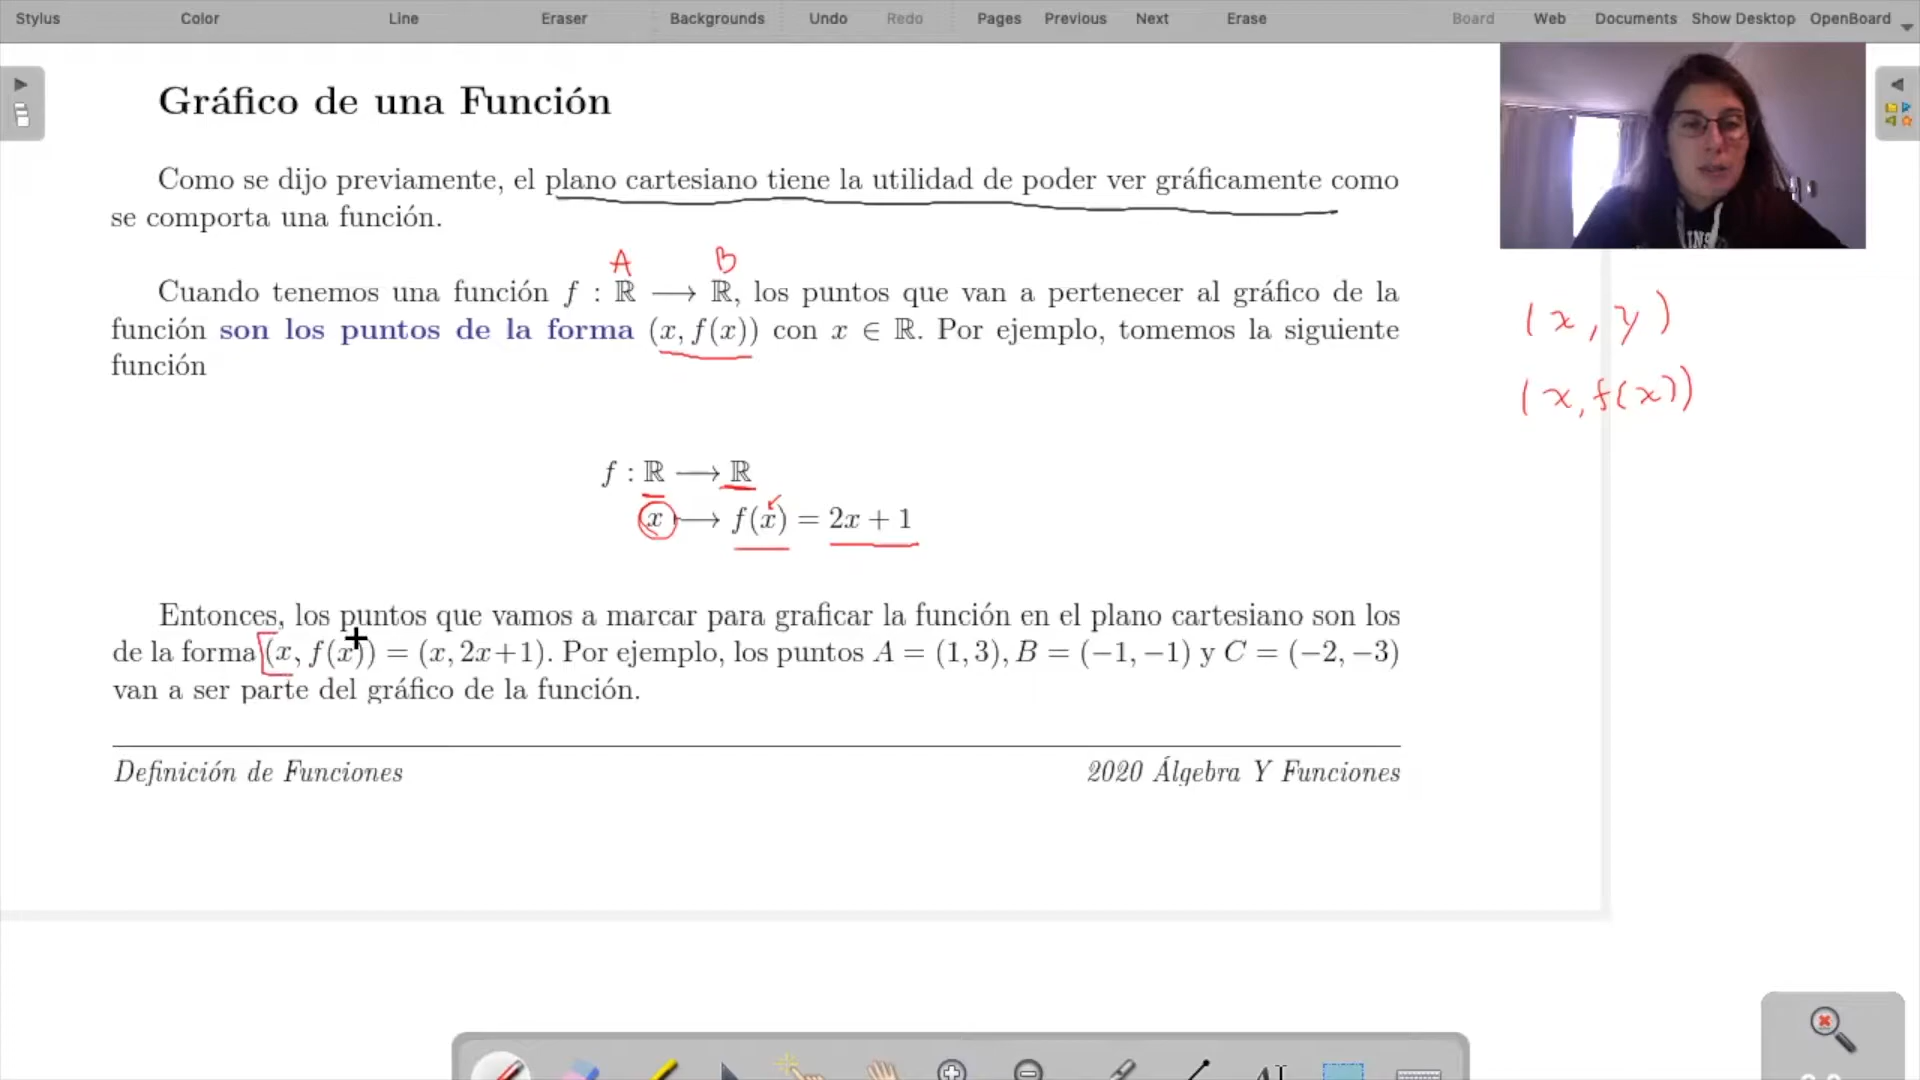 Stylus Color Line Eraser Backgrounds Undo Redo Pages Previous Next Erase Board Web Documents Show Desktop OpenBoard
Gráfico de una Función
Como se dijo previamente, el plano cartesiano tiene la utilidad de poder ver gráficamente como
se comporta una función.
A B
Cuando tenemos una función f : ℝ ⟶ ℝ, los puntos que van a pertenecer al gráfico de la
función son los puntos de la forma (x, f(x)) con x ∈ ℝ. Por ejemplo, tomemos la siguiente
función
(x, y)
(x, f(x))
f : ℝ ⟶ ℝ
x ⟼ f(x) = 2x + 1
Entonces, los puntos que vamos a marcar para graficar la función en el plano cartesiano son los
de la forma (x, f(x)) = (x, 2x+1). Por ejemplo, los puntos A = (1, 3), B = (−1, −1) y C = (−2, −3)
van a ser parte del gráfico de la función.
Definición de Funciones 2020 Álgebra Y Funciones